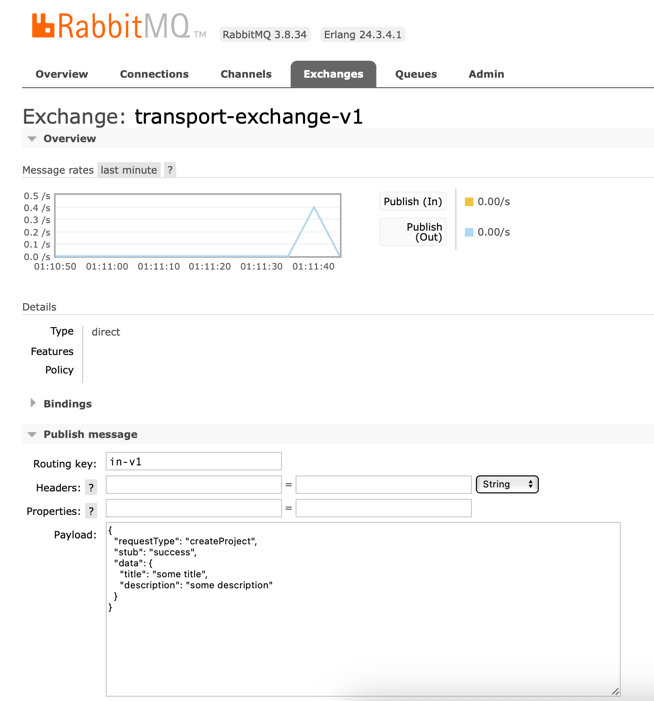 RabbitMQ TM RabbitMQ 3.8.34 Erlang 24.3.4.1
Overview Connections Channels Exchanges Queues Admin
Exchange: transport-exchange-v1
Overview
Message rates last minute ?
0.5 /s
0.4 /s
0.3 /s
0.2 /s
0.1 /s
0.0 /s
01:10:50 01:11:00 01:11:10 01:11:20 01:11:30 01:11:40
Publish (In) 0.00/s
Publish
(Out) 0.00/s
Details
Type direct
Features
Policy
Bindings
Publish message
Routing key: in-v1
Headers: ? = String
Properties: ? =
Payload: {
"requestType": "createProject",
"stub": "success",
"data": {
"title": "some title",
"description": "some description"
}
}